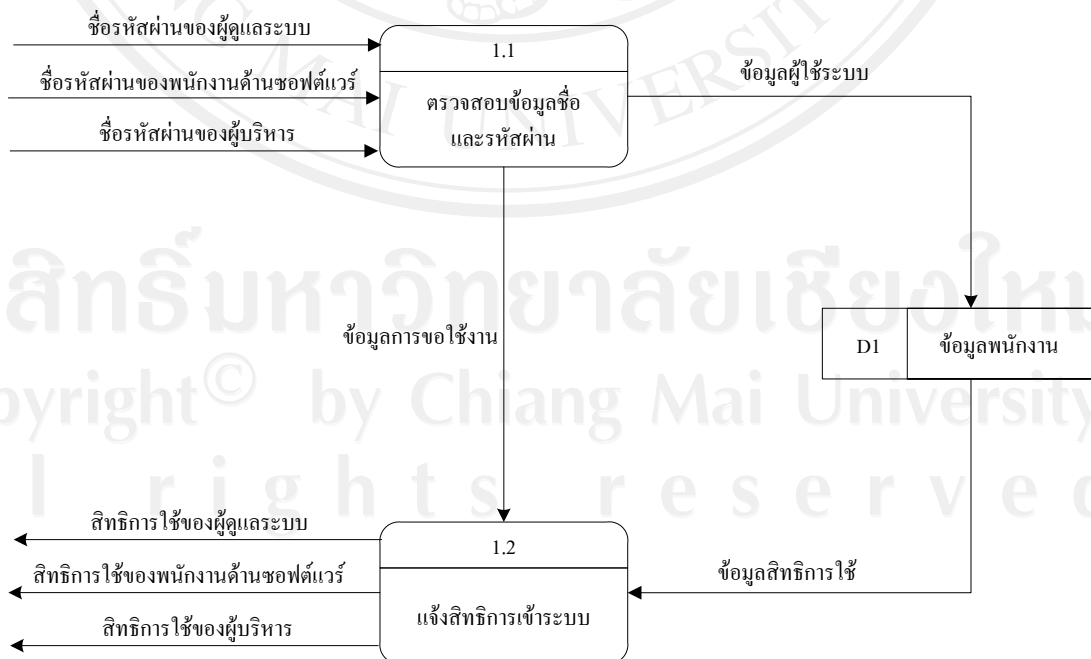 ชื่อรหัสผ่านของผู้ดูแลระบบ
ชื่อรหัสผ่านของพนักงานด้านซอฟต์แวร์
ชื่อรหัสผ่านของผู้บริหาร
1.1
ตรวจสอบข้อมูลชื่อ
และรหัสผ่าน
ข้อมูลผู้ใช้ระบบ
MAI UNIVERSIT
สิทธิ์มหาวิทยาลัยเชียงใหม
ข้อมูลการขอใช้งาน
D1
ข้อมูลพนักงาน
pyright© by Chiang Mai University
l rights reserved
สิทธิการใช้ของผู้ดูแลระบบ
สิทธิการใช้ของพนักงานด้านซอฟต์แวร์
สิทธิการใช้ของผู้บริหาร
1.2
แจ้งสิทธิการเข้าระบบ
ข้อมูลสิทธิการใช้